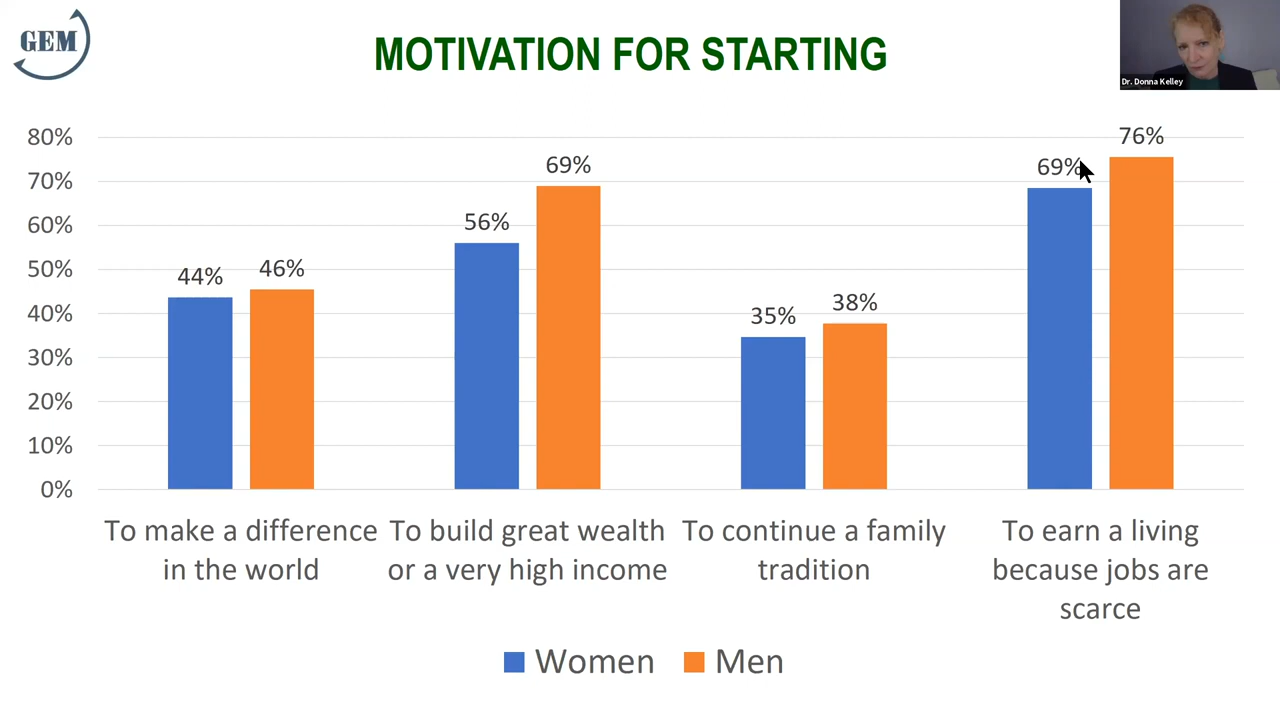 GEM
MOTIVATION FOR STARTING
Dr. Donna Kelley
80%
70%
60%
50%
40%
30%
20%
10%
0%
44%
46%
56%
69%
35%
38%
69%
76%
To make a difference
in the world
To build great wealth
or a very high income
To continue a family
tradition
To earn a living
because jobs are
scarce
Women
Men